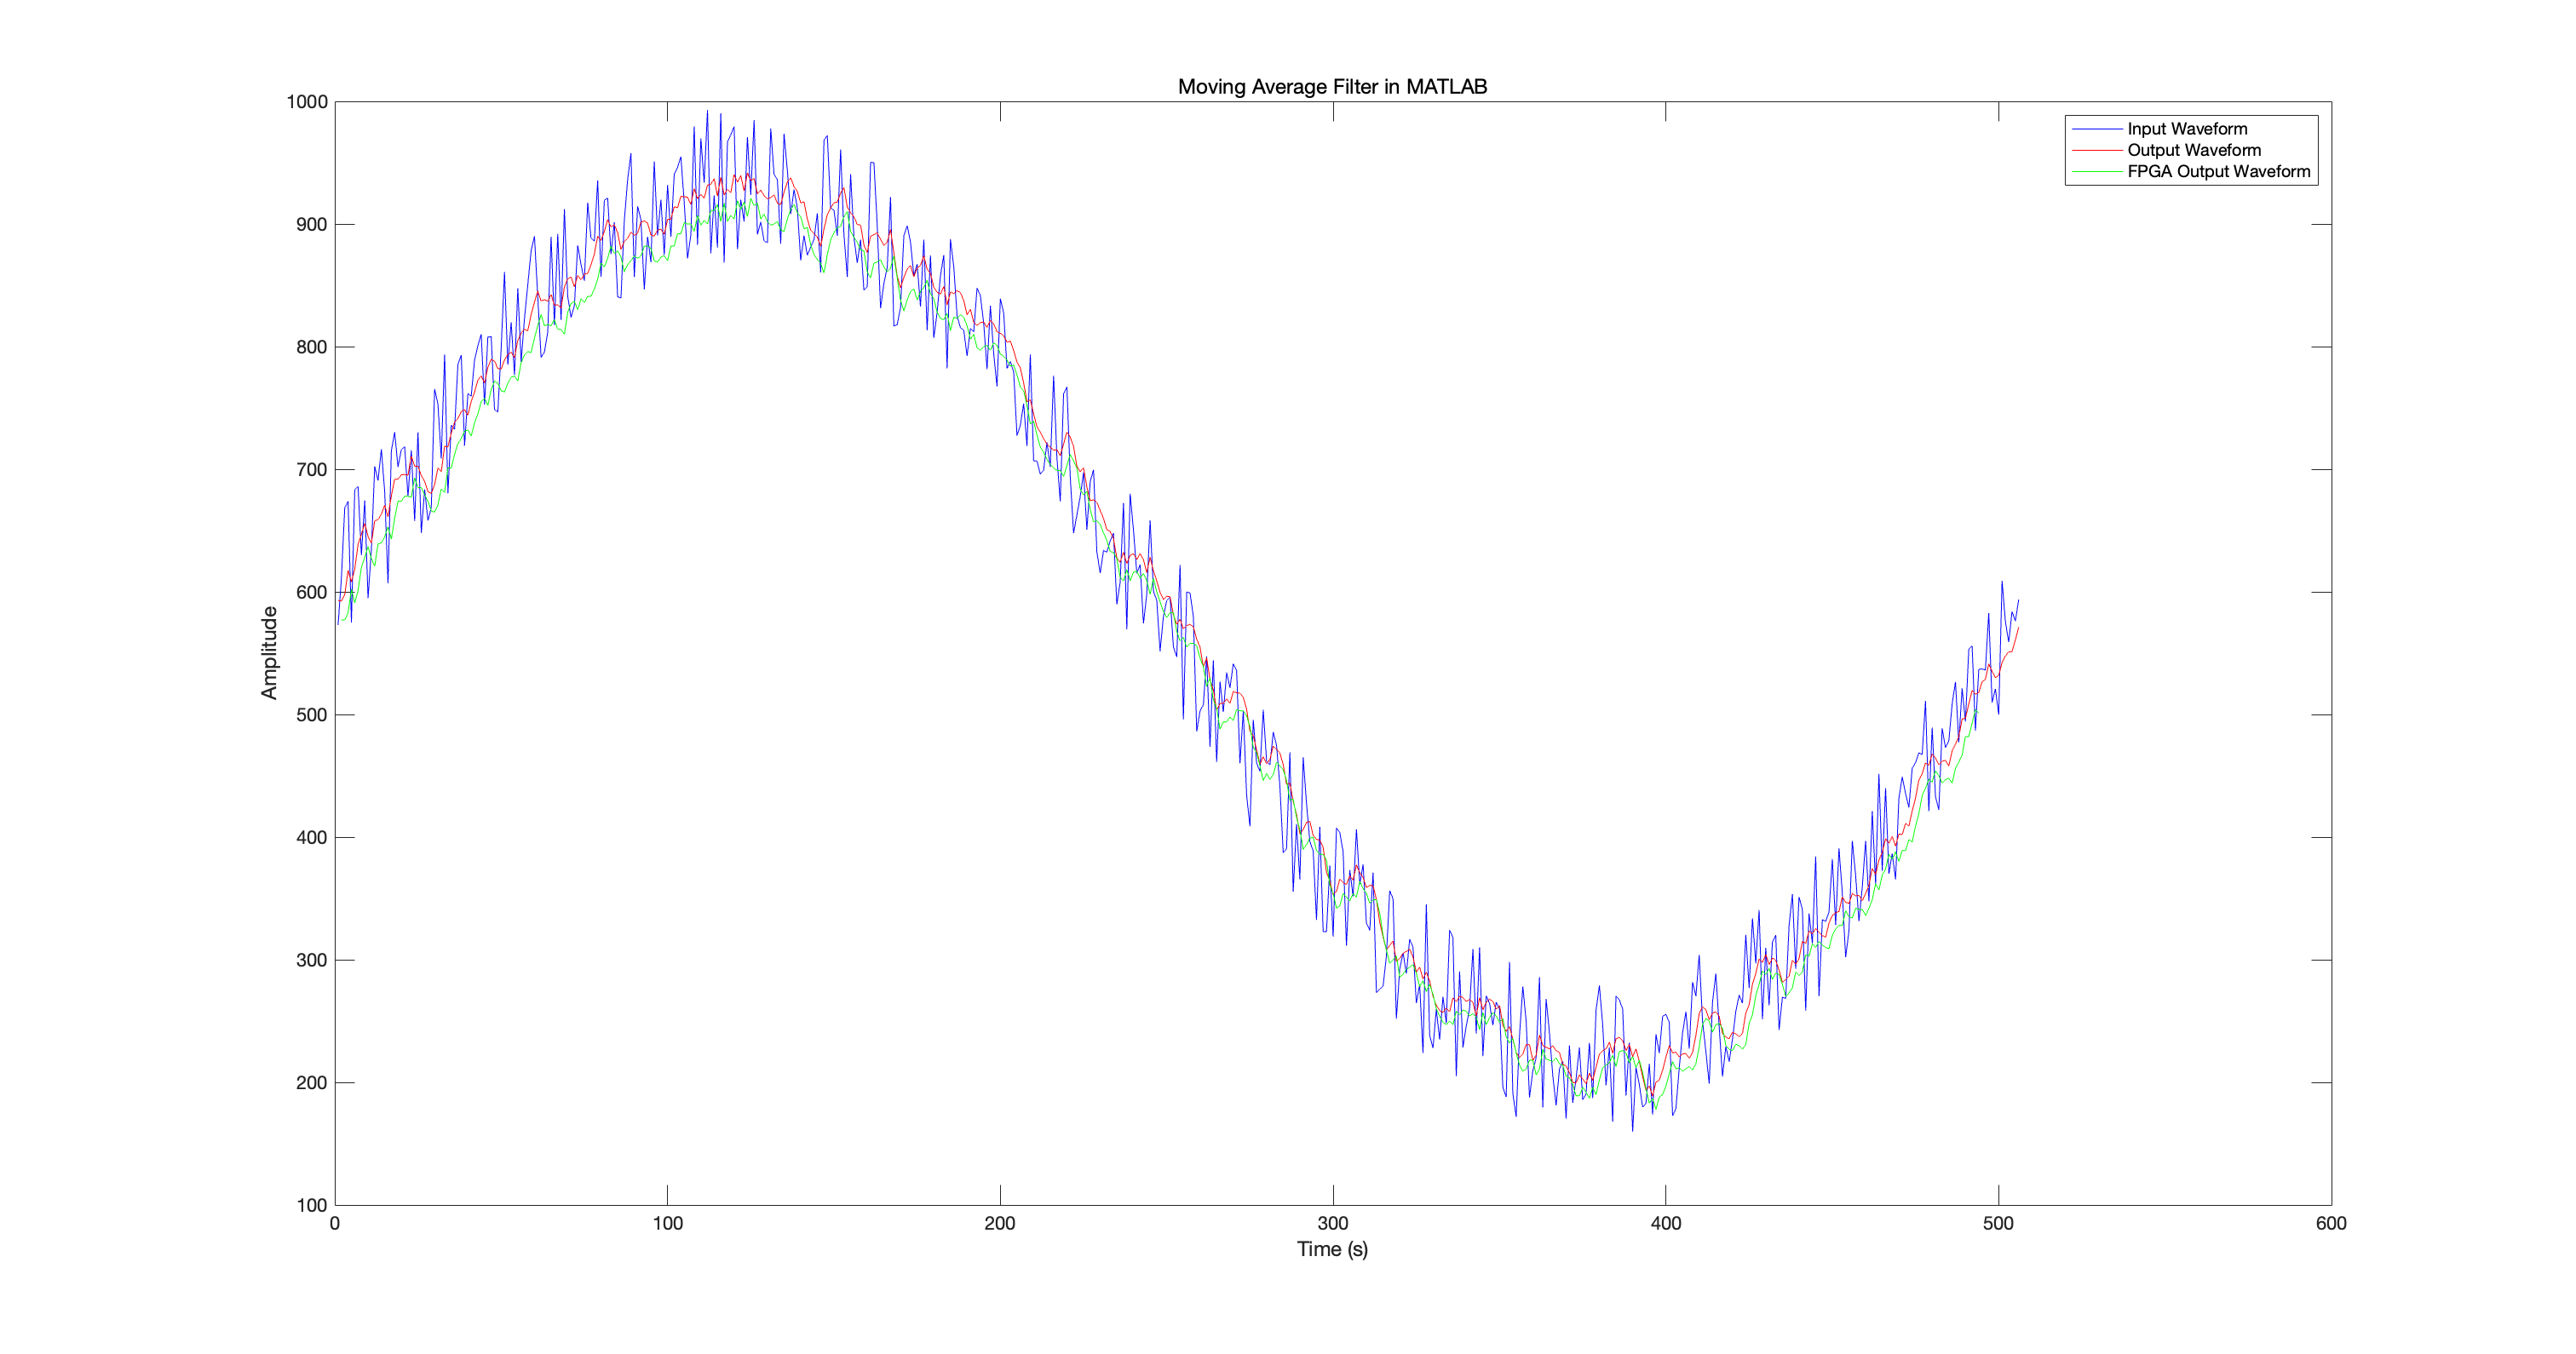 Moving Average Filter in MATLAB
1000
900
800
700
600
500
400
300
200
100
Amplitude
Input Waveform
Output Waveform
FPGA Output Waveform
0 100 200 300 400 500 600
Time (s)